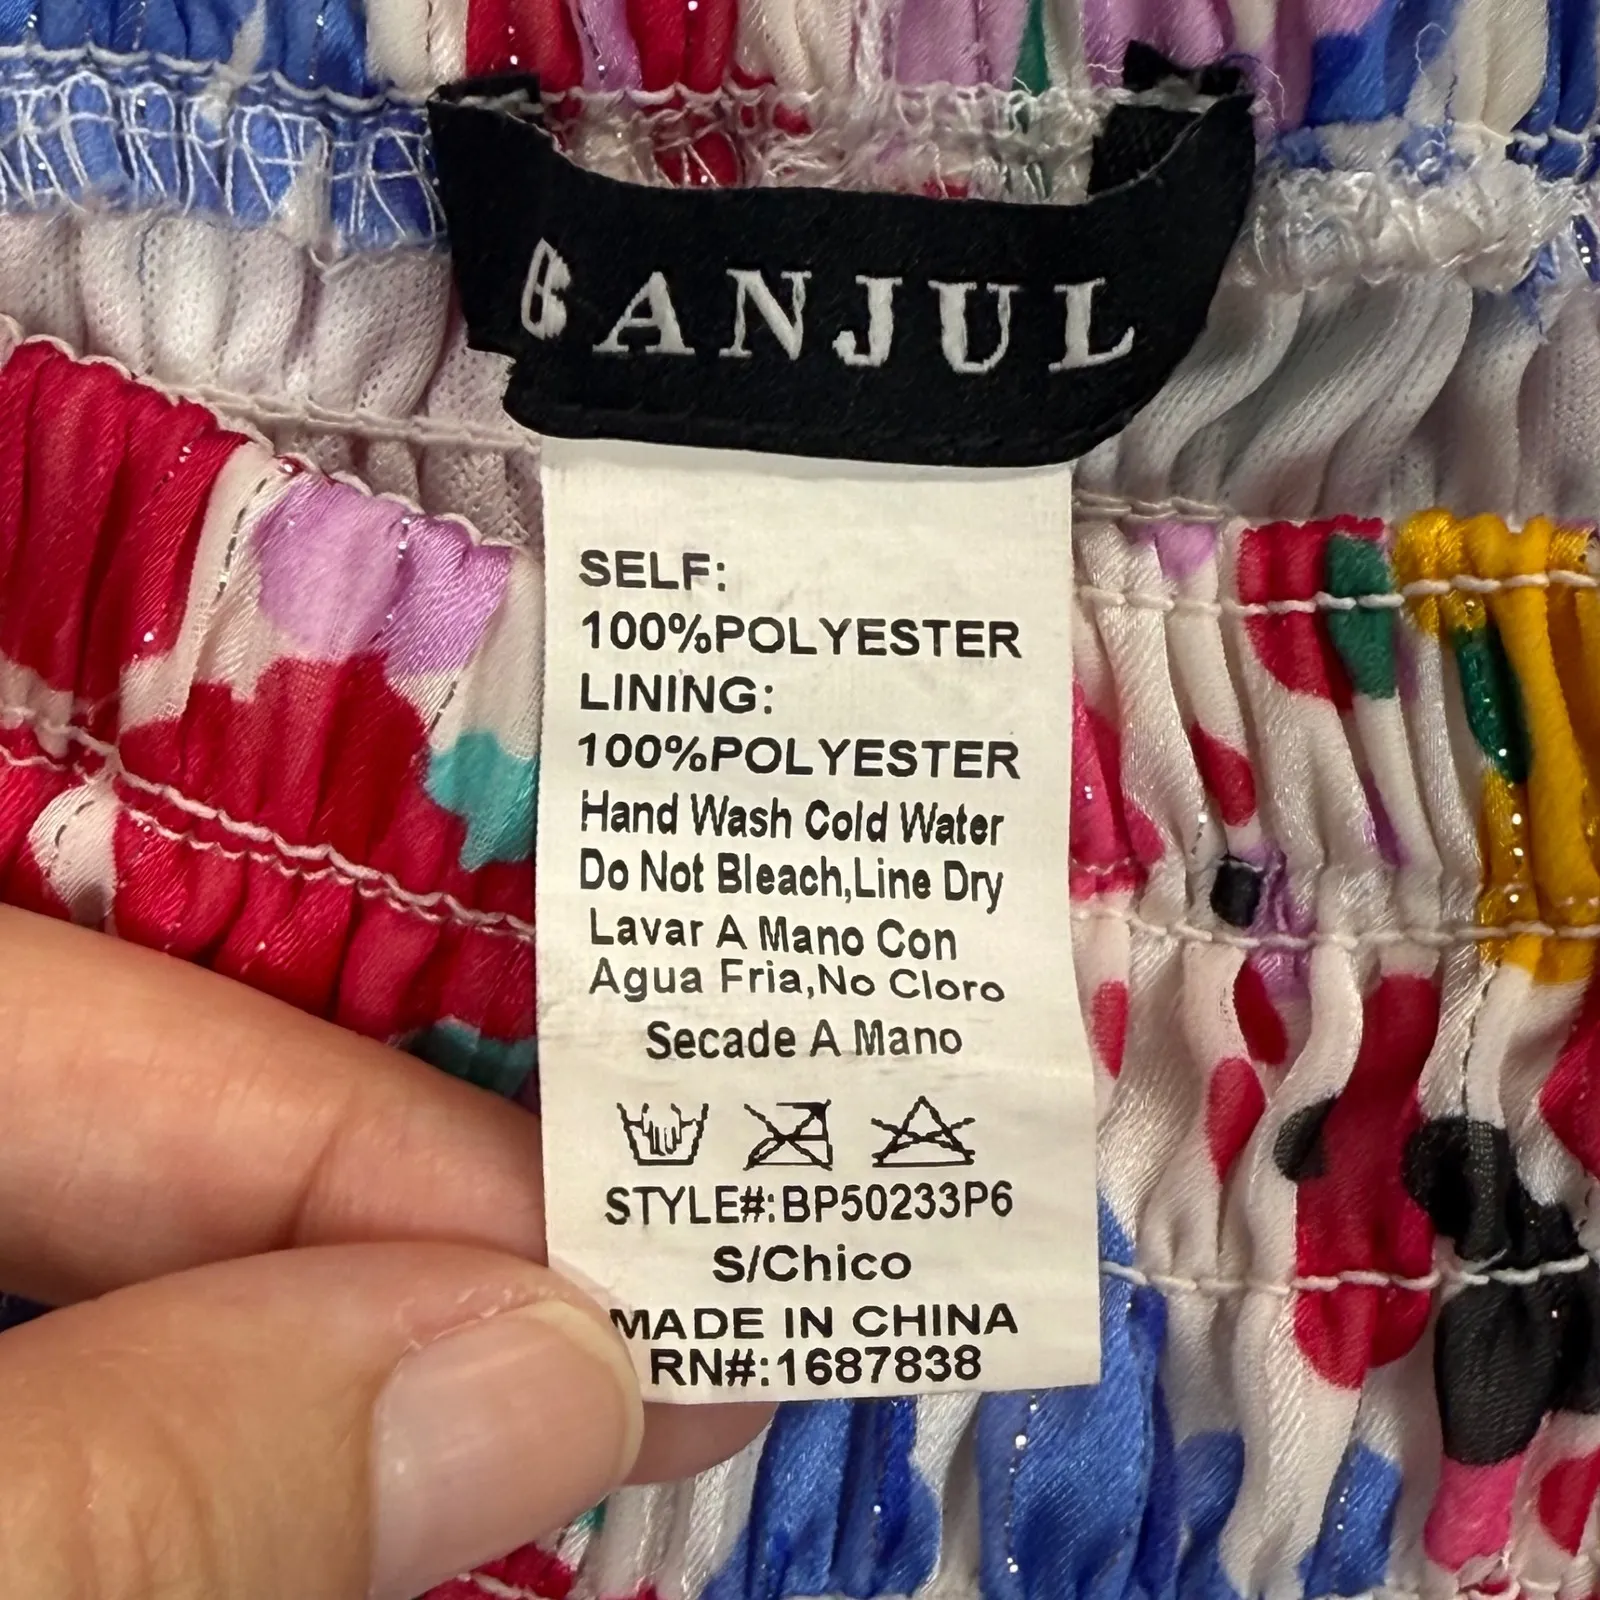 BANJUL
SELF:
100%POLYESTER
LINING:
100%POLYESTER
Hand Wash Cold Water
Do Not Bleach,Line Dry
Lavar A Mano Con
Agua Fria,No Cloro
Secade A Mano
STYLE#:BP50233P6
S/Chico
MADE IN CHINA
RN#:1687838